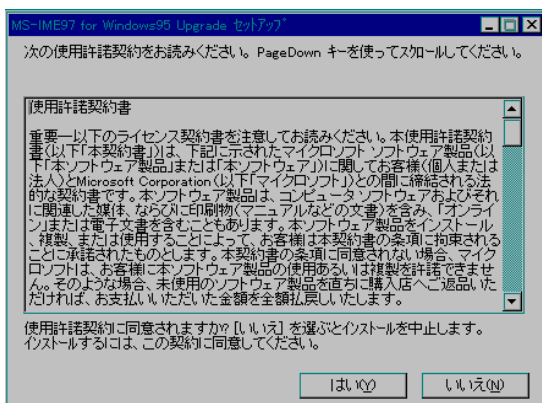 MS-IME97 for Windows95 Upgrade ｾｯﾄｱｯﾌﾟ
次の使用許諾契約をお読みください。PageDown キーを使ってｽｸﾛｰﾙしてください。
使用許諾契約書
重要－以下のライセンス契約書を注意してお読みください。本使用許諾契約
書(以下｢本契約書｣)は、下記に示されたマイクロソフト ソフトウェア製品(以
下｢本ソフトウェア製品｣または｢本ソフトウェア｣)に関してお客様(個人または
法人)とMicrosoft Corporation(以下｢マイクロソフト｣)との間に締結される法
的な契約書です。本ソフトウェア製品は、コンピュータ ソフトウェアおよびそれ
に関連した媒体、ならびに印刷物(マニュアルなどの文書)を含み、｢オンライ
ン｣または電子文書を含むこともあります。本ソフトウェア製品をインストール
、複製、または使用することによって、お客様は本契約書の条項に拘束される
ことに承諾されたものとします。本契約書の条項に同意されない場合、マイク
ロソフトは、お客様に本ソフトウェア製品の使用あるいは複製を許諾できませ
ん。そのような場合、未使用のソフトウェア製品を直ちに購入店へご返品いた
だければ、お支払いいただいた金額を全額払戻しいたします。
使用許諾契約に同意されますか? [いいえ] を選ぶとｲﾝｽﾄｰﾙを中止します。
ｲﾝｽﾄｰﾙするには、この契約に同意してください。
はい(Y)
いいえ(N)